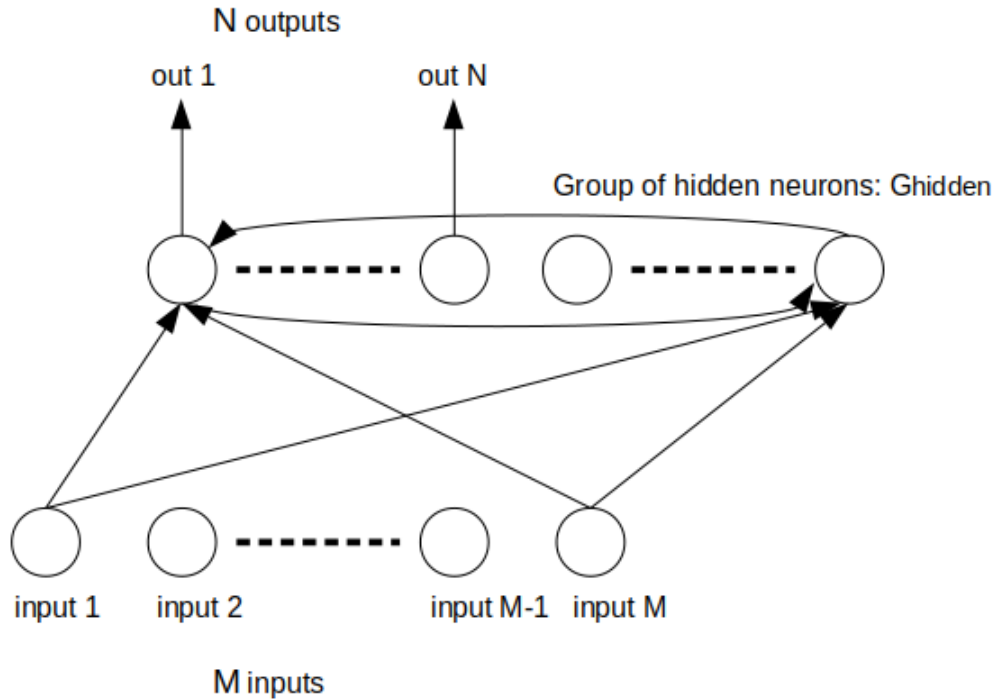 N outputs
out 1
out N
Group of hidden neurons: Ghidden
input 1
input 2
input M-1
input M
M inputs